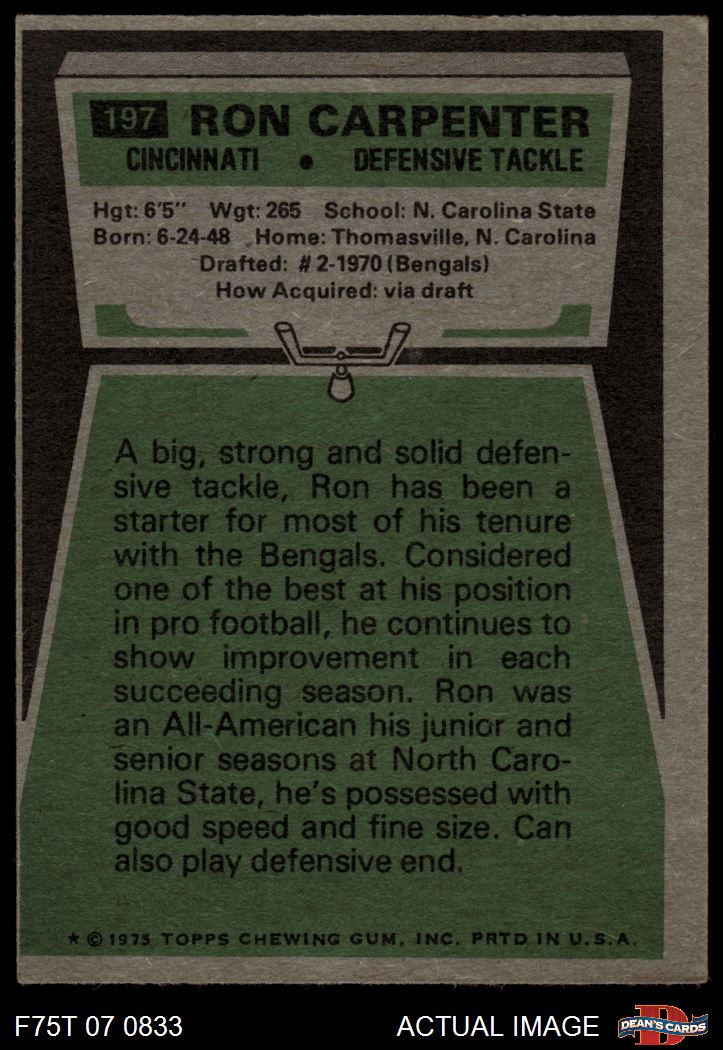 197 RON CARPENTER
CINCINNATI • DEFENSIVE TACKLE
Hgt: 6'5" Wgt: 265 School: N. Carolina State
Born: 6-24-48 Home: Thomasville, N. Carolina
Drafted: #2-1970 (Bengals)
How Acquired: via draft
A big, strong and solid defen-
sive tackle, Ron has been a
starter for most of his tenure
with the Bengals. Considered
one of the best at his position
in pro football, he continues to
show improvement in each
succeeding season. Ron was
an All-American his junior and
senior seasons at North Caro-
lina State, he's possessed with
good speed and fine size. Can
also play defensive end.
* © 1975 TOPPS CHEWING GUM, INC. PRTD IN U.S.A.
F75T 07 0833
ACTUAL IMAGE
D
DEAN'S CARDS